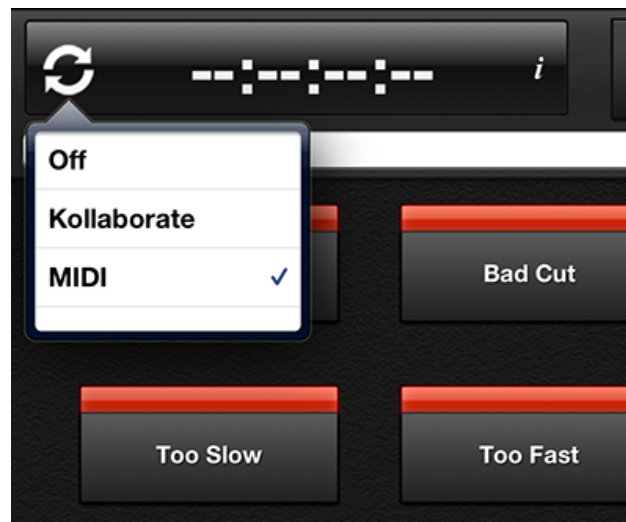 --:--:--:--
i
Off
Kollaborate
MIDI
Bad Cut
Too Slow
Too Fast